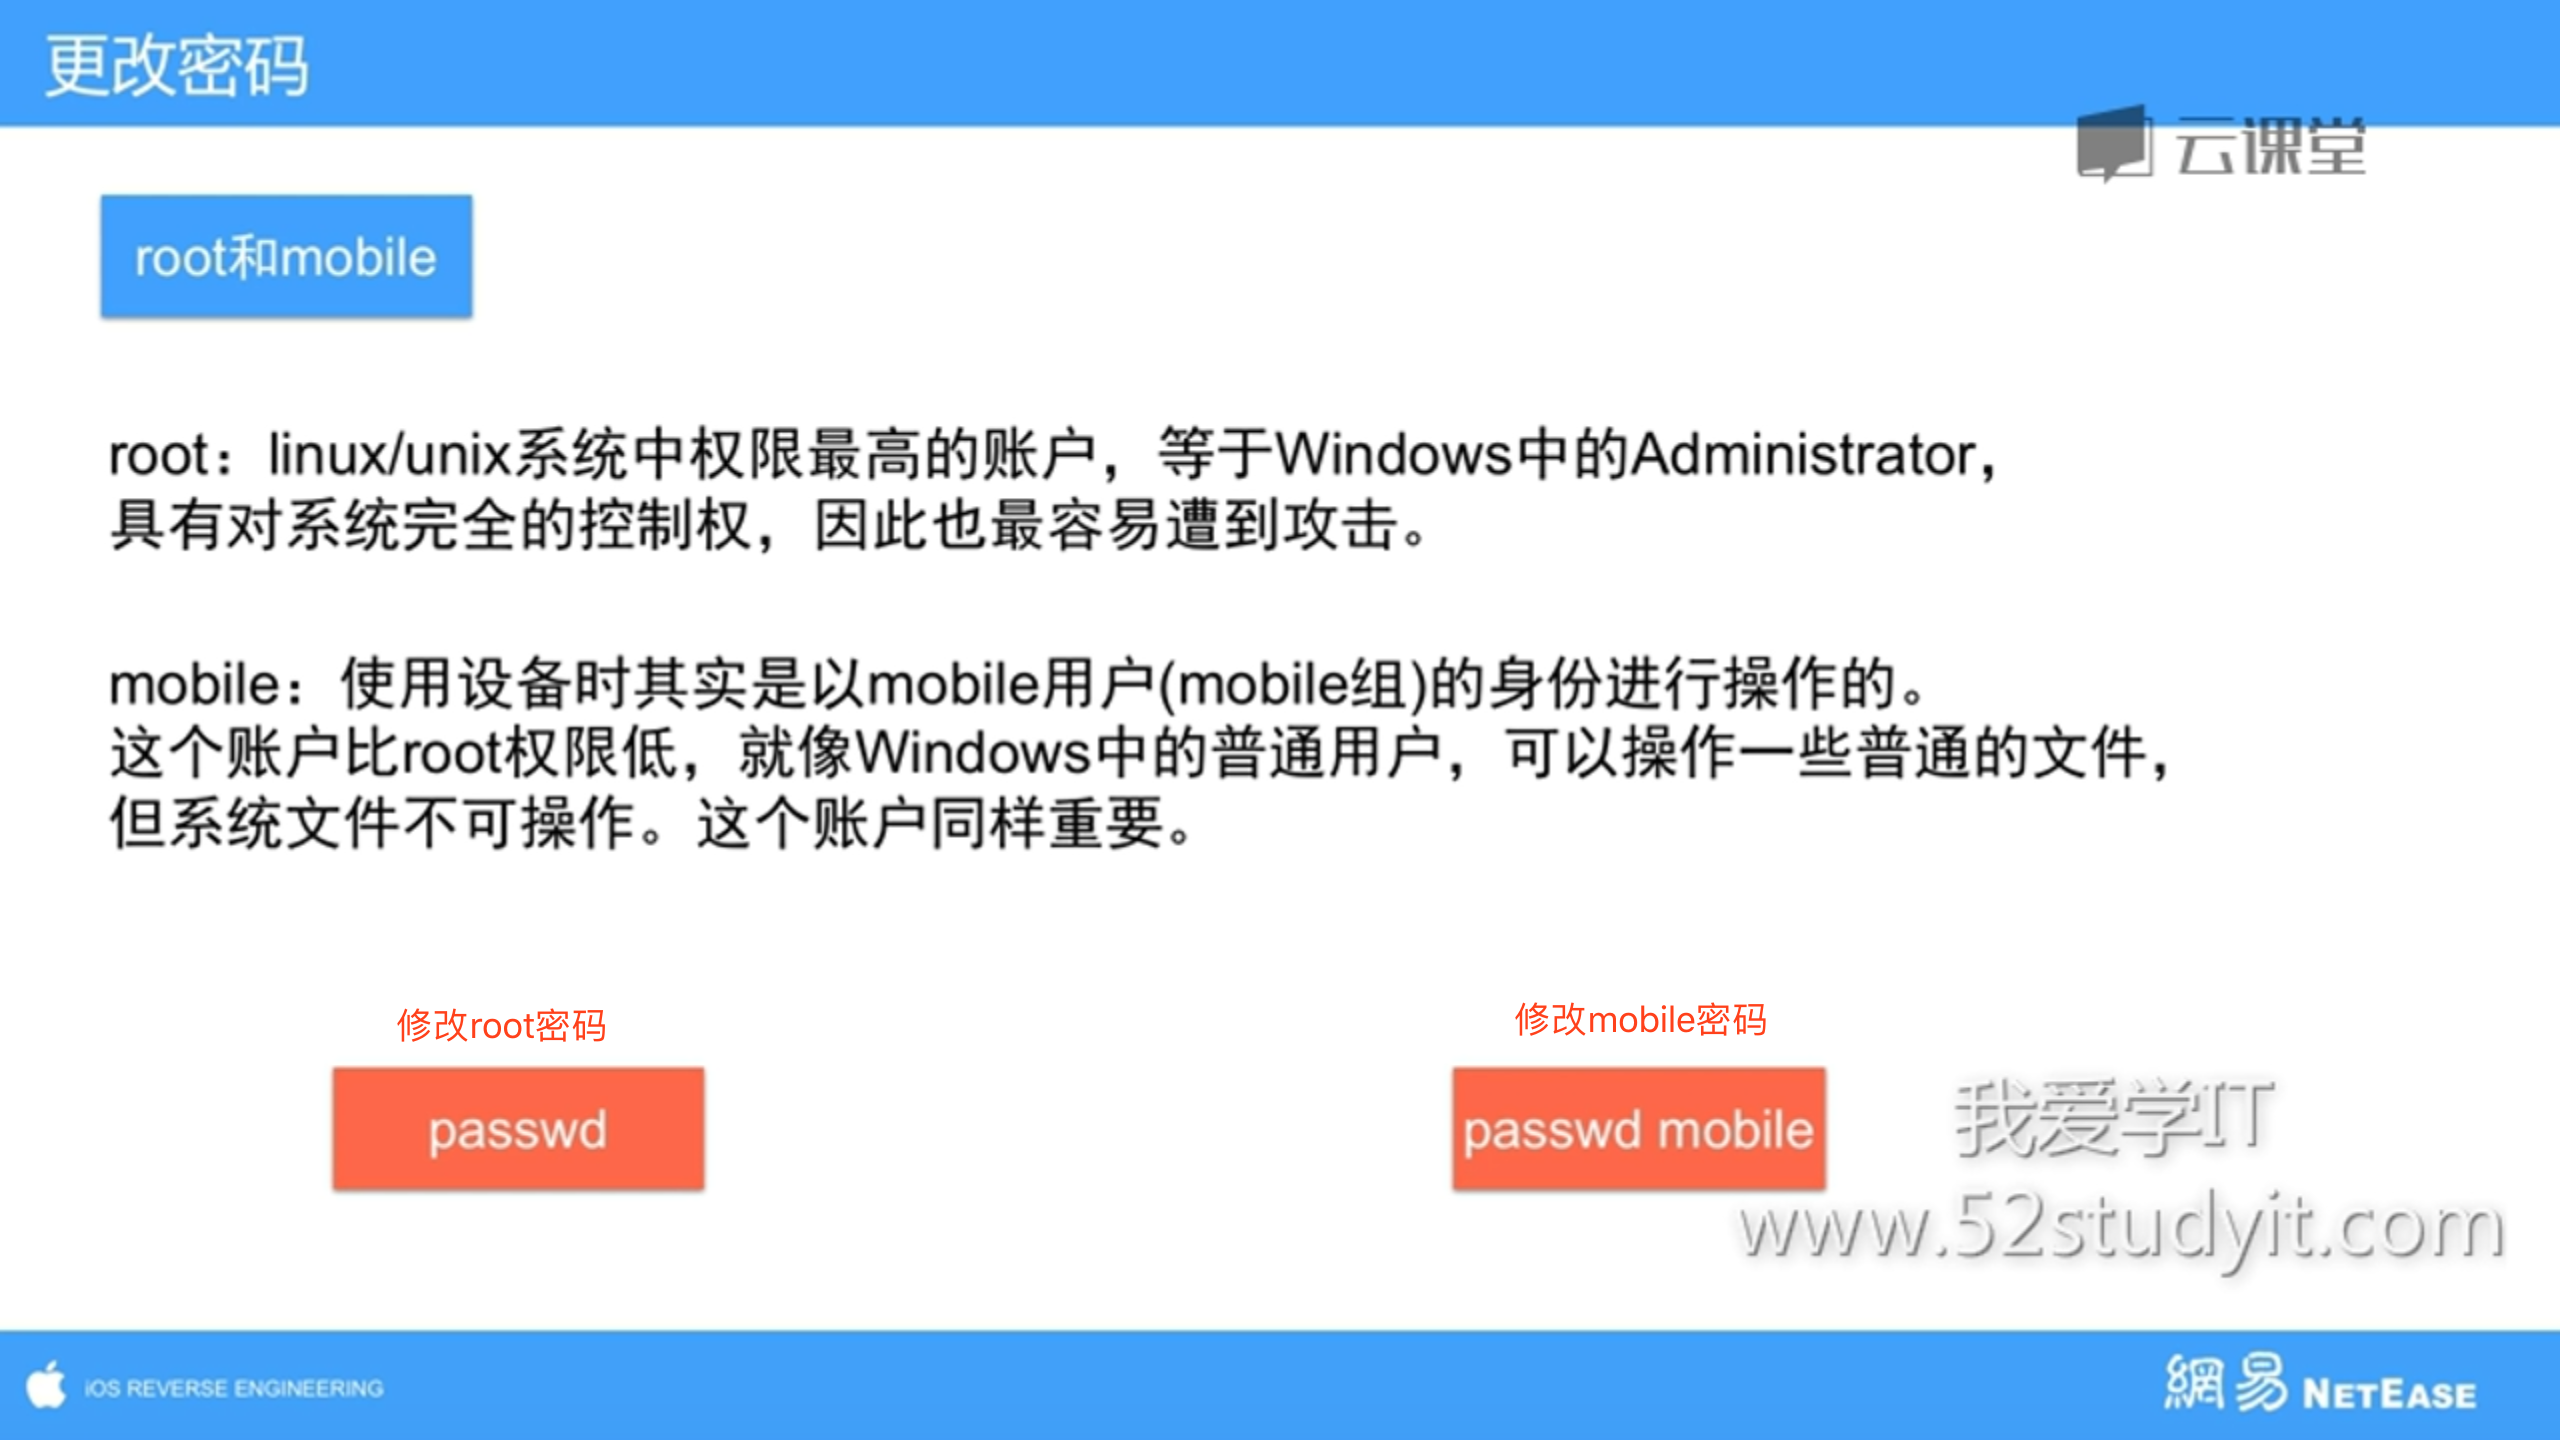 更改密码
云课堂
root和mobile
root：linux/unix系统中权限最高的账户，等于Windows中的Administrator，
具有对系统完全的控制权，因此也最容易遭到攻击。
mobile：使用设备时其实是以mobile用户(mobile组)的身份进行操作的。
这个账户比root权限低，就像Windows中的普通用户，可以操作一些普通的文件，
但系统文件不可操作。这个账户同样重要。
修改root密码
修改mobile密码
passwd
passwd mobile
我爱学IT
www.52studyit.com
iOS REVERSE ENGINEERING
網易 NETEASE